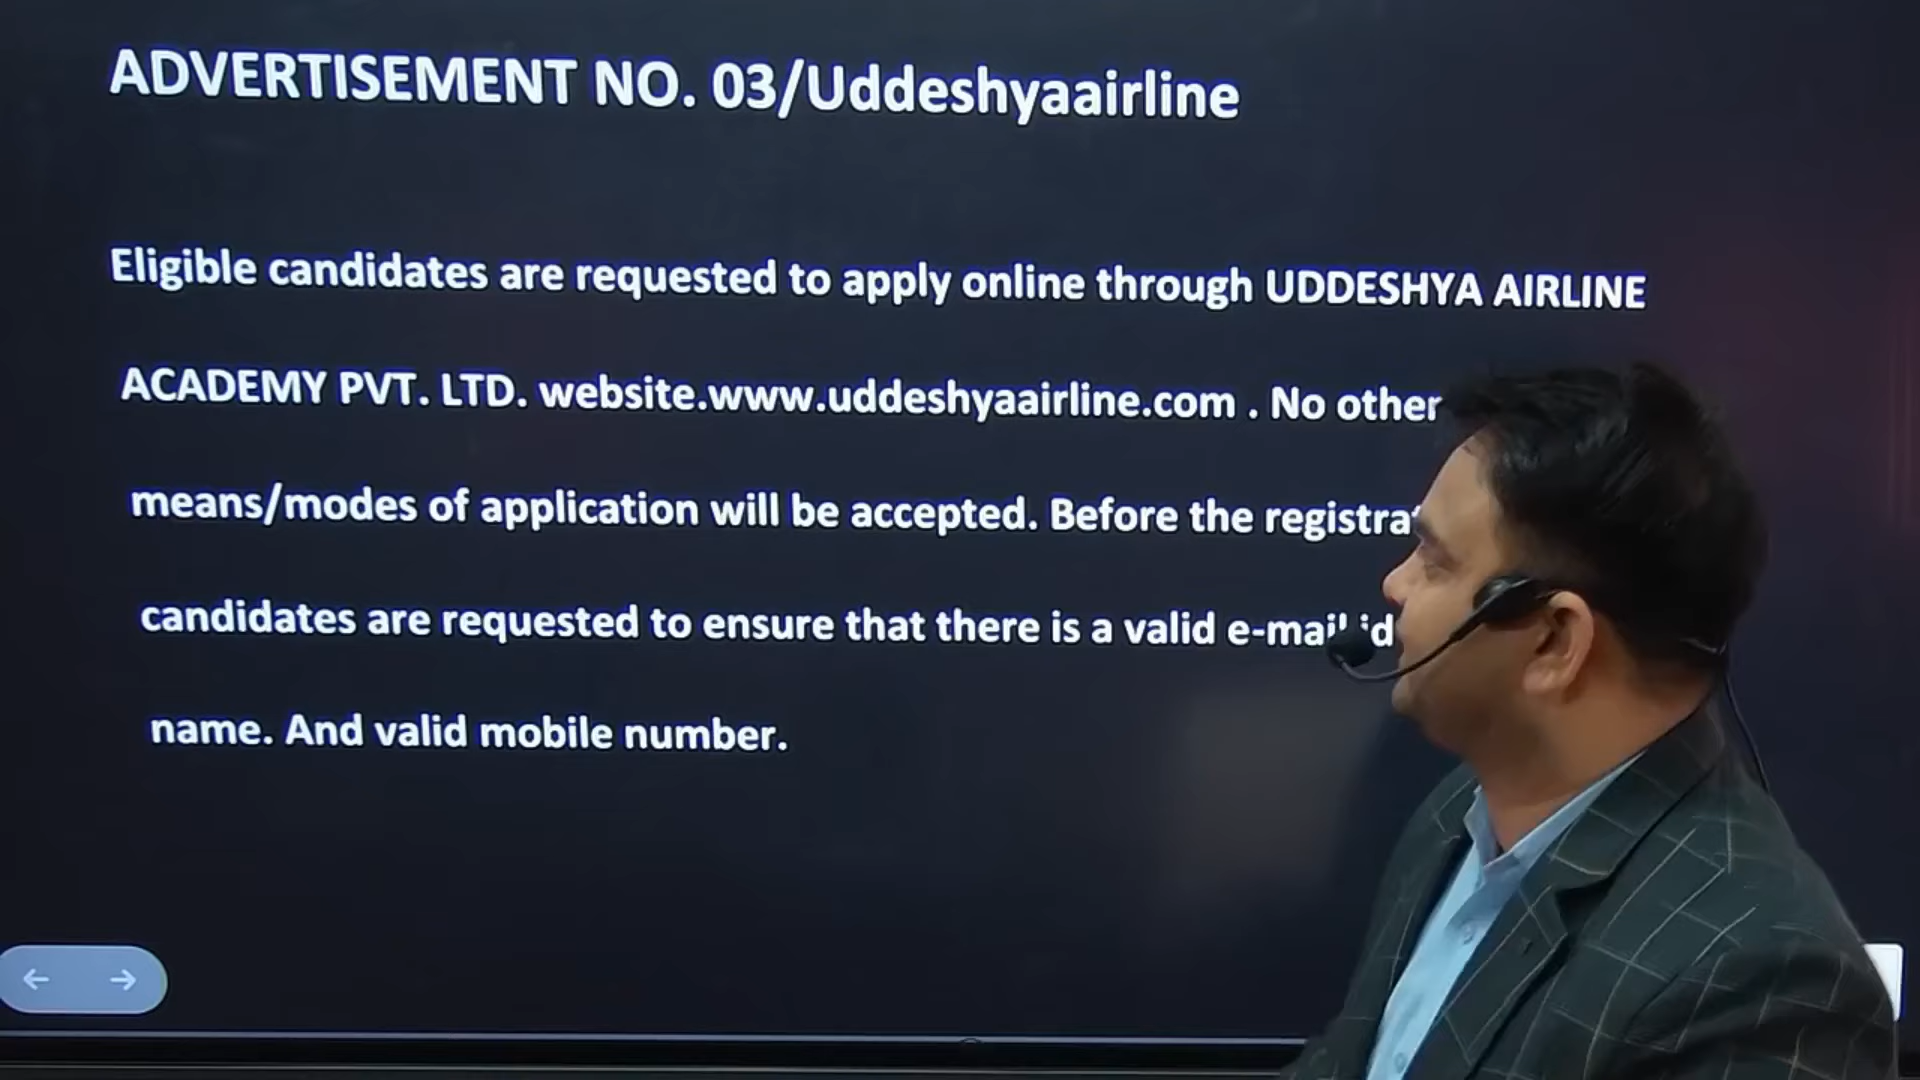 ADVERTISEMENT NO. 03/Uddeshyaairline
Eligible candidates are requested to apply online through UDDESHYA AIRLINE
ACADEMY PVT. LTD. website.www.uddeshyaairline.com . No other
means/modes of application will be accepted. Before the
candidates are requested to ensure that there is a valid e-mail id
name. And valid mobile number.